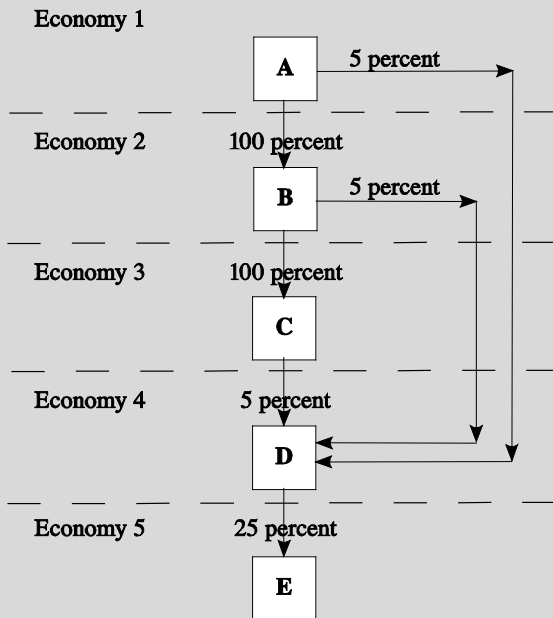 Economy 1
A
5 percent
Economy 2
100 percent
B
5 percent
Economy 3
100 percent
C
Economy 4
5 percent
D
Economy 5
25 percent
E